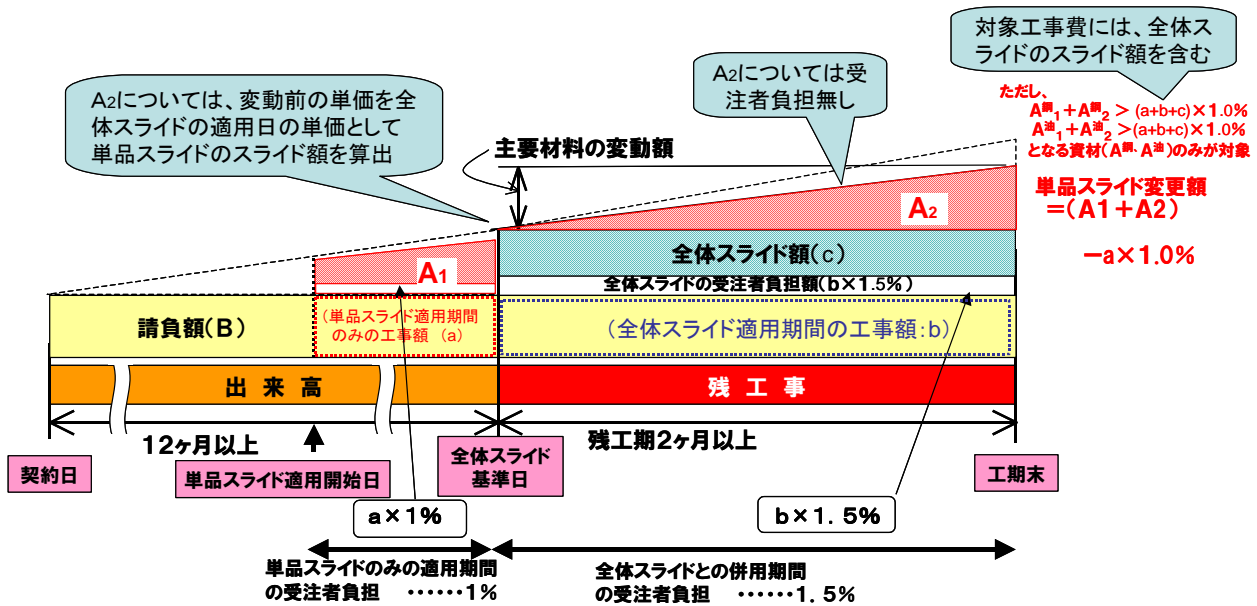 対象工事費には、全体ス
ライドのスライド額を含む
A2については受
注者負担無し
A2については、変動前の単価を全
体スライドの適用日の単価として
単品スライドのスライド額を算出
ただし、
A鋼1+A鋼2 > (a+b+c)×1.0%
A油1+A油2 >(a+b+c)×1.0%
となる資材(A鋼、A油)のみが対象
主要材料の変動額
単品スライド変更額
=(A1+A2)
-a×1.0%
A2
A1
全体スライド額(c)
全体スライドの受注者負担額(b×1.5%)
請負額(B)
(単品スライド適用期間
のみの工事額 (a)
(全体スライド適用期間の工事額:b)
出 来 高
残 工 事
12ヶ月以上
残工期2ヶ月以上
契約日
単品スライド適用開始日
全体スライド
基準日
工期末
a×1%
b×1.5%
単品スライドのみの適用期間
の受注者負担 ……1%
全体スライドとの併用期間
の受注者負担 ……1.5%